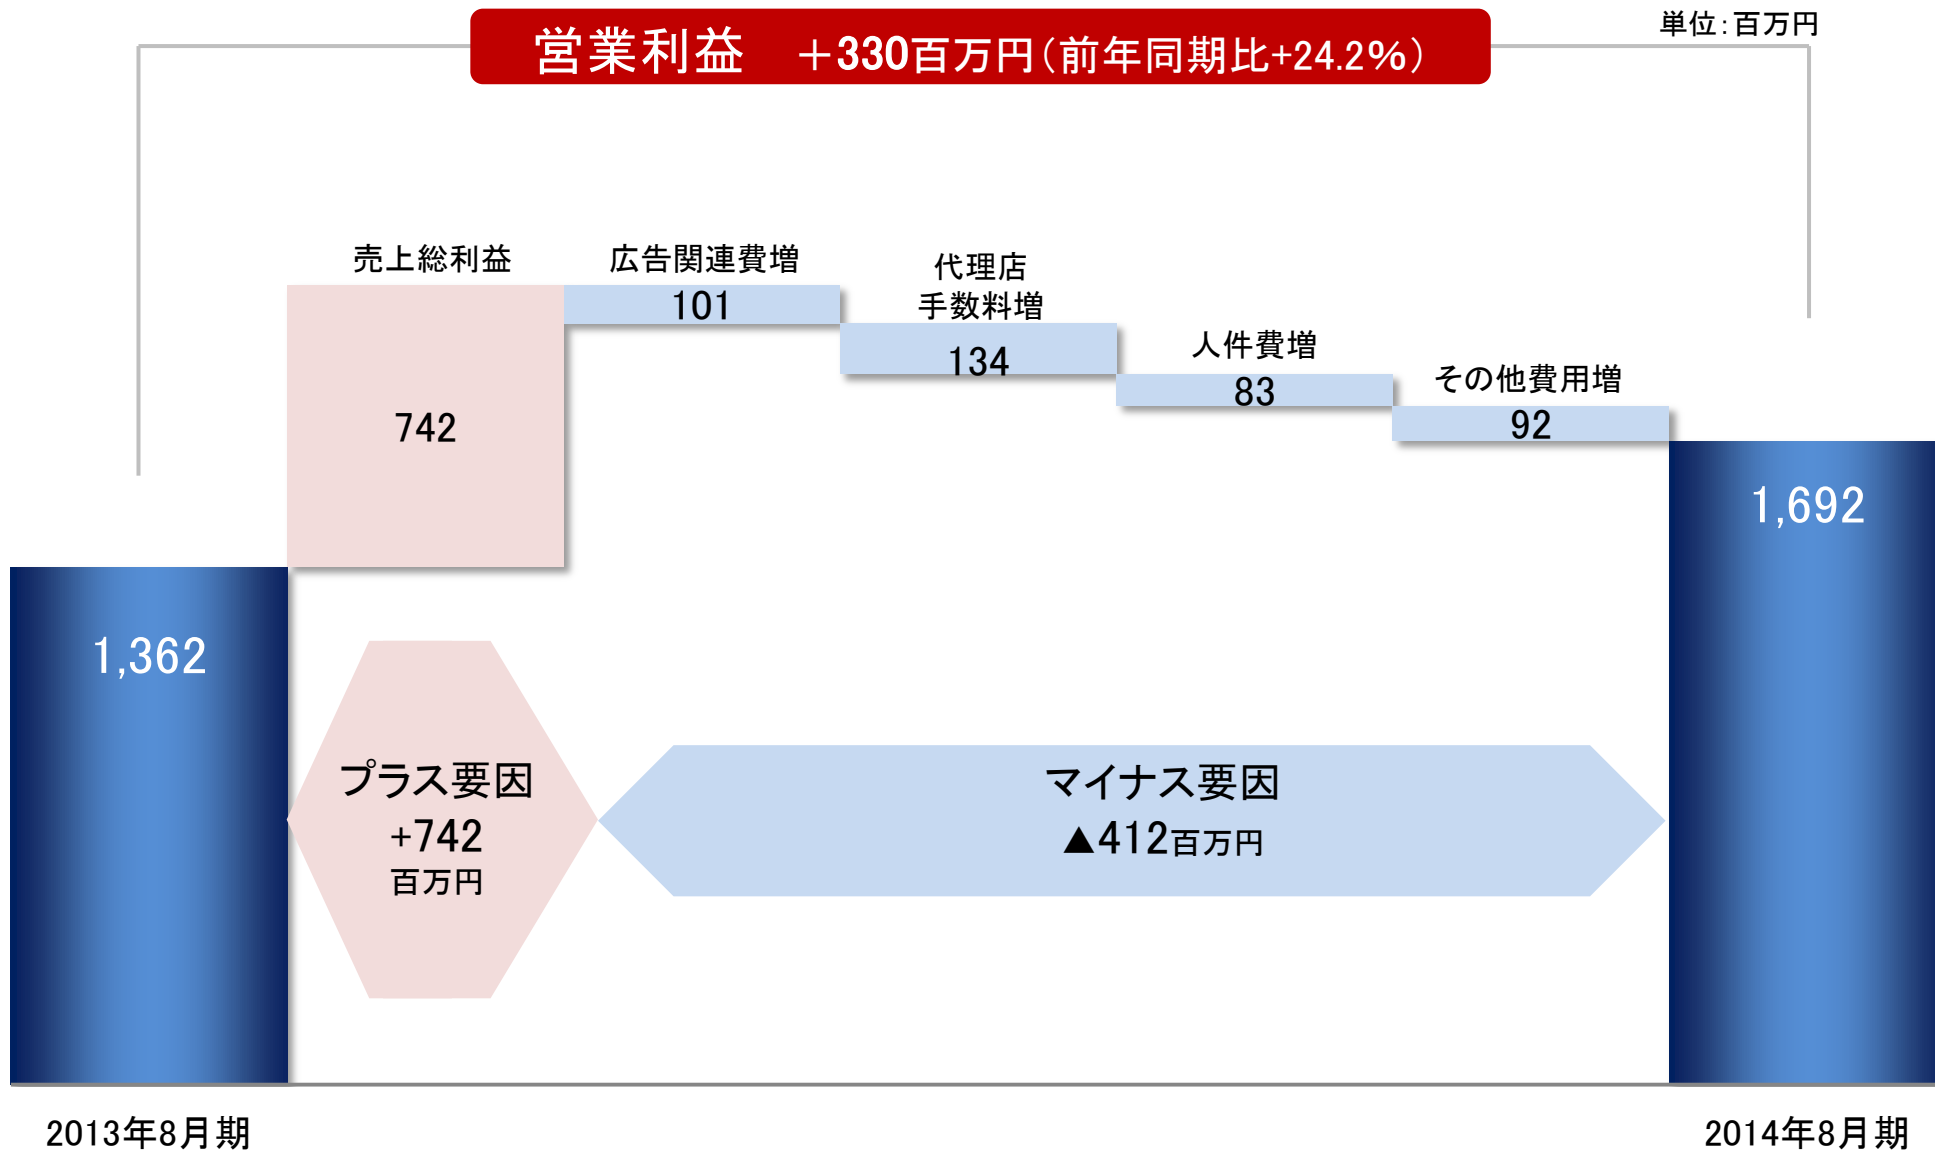 営業利益　＋330百万円（前年同期比+24.2％）
単位：百万円
売上総利益
742
広告関連費増
101
代理店
手数料増
134
人件費増
83
その他費用増
92
1,362
1,692
プラス要因
+742
百万円
マイナス要因
▲412百万円
2013年8月期
2014年8月期